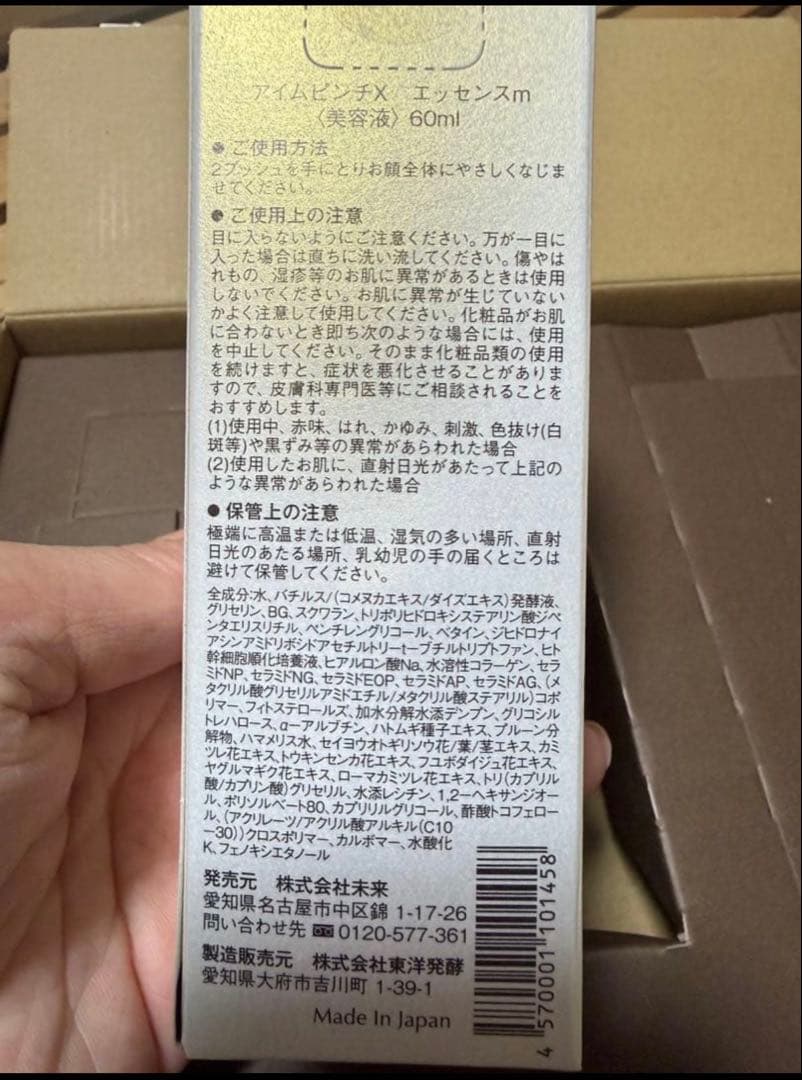 アイムピンチX エッセンスm
〈美容液〉60ml
● ご使用方法
2プッシュを手にとりお顔全体にやさしくなじま
せてください。
● ご使用上の注意
目に入らないようにご注意ください。万が一目に
入った場合は直ちに洗い流してください。傷やは
れもの、湿疹等のお肌に異常があるときは使用
しないでください。お肌に異常が生じていない
かよく注意して使用してください。化粧品がお肌
に合わないとき即ち次のような場合には、使用
を中止してください。そのまま化粧品類の使用
を続けますと、症状を悪化させることがありま
すので、皮膚科専門医等にご相談されることを
おすすめします。
(1)使用中、赤味、はれ、かゆみ、刺激、色抜け(白
斑等)や黒ずみ等の異常があらわれた場合
(2)使用したお肌に、直射日光があたって上記の
ような異常があらわれた場合
● 保管上の注意
極端に高温または低温、湿気の多い場所、直射
日光のあたる場所、乳幼児の手の届くところは
避けて保管してください。
全成分:水、バチルス/(コメヌカエキス/ダイズエキス)発酵液、
グリセリン、BG、スクワラン、トリポリヒドロキシステアリン酸ジペ
ンタエリスリチル、ペンチレングリコール、ベタイン、ジヒドロナイ
アシンアミドリボシドアセチルトリーt-ブチルトリプトファン、ヒト
幹細胞順化培養液、ヒアルロン酸Na、水溶性コラーゲン、セラ
ミドNP、セラミドNG、セラミドEOP、セラミドAP、セラミドAG、(メ
タクリル酸グリセリルアミドエチル/メタクリル酸ステアリル)コポ
リマー、フィトステロールズ、加水分解水添デンプン、グリコシル
トレハロース、α-アルブチン、ハトムギ種子エキス、プルーン分
解物、ハマメリス水、セイヨウオトギリソウ花/葉/茎エキス、カミ
ツレ花エキス、トウキンセンカ花エキス、フユボダイジュ花エキス、
ヤグルマギク花エキス、ローマカミツレ花エキス、トリ(カプリル
酸/カプリン酸)グリセリル、水添レシチン、1,2-ヘキサンジオー
ル、ポリソルベート80、カプリリルグリコール、酢酸トコフェロー
ル、(アクリレーツ/アクリル酸アルキル(C10
-30))クロスポリマー、カルボマー、水酸化
K、フェノキシエタノール
発売元 株式会社未来
愛知県名古屋市中区錦 1-17-26
問い合わせ先 0120-577-361
製造販売元 株式会社東洋発酵
愛知県大府市吉川町 1-39-1
Made In Japan
4 570001 101458